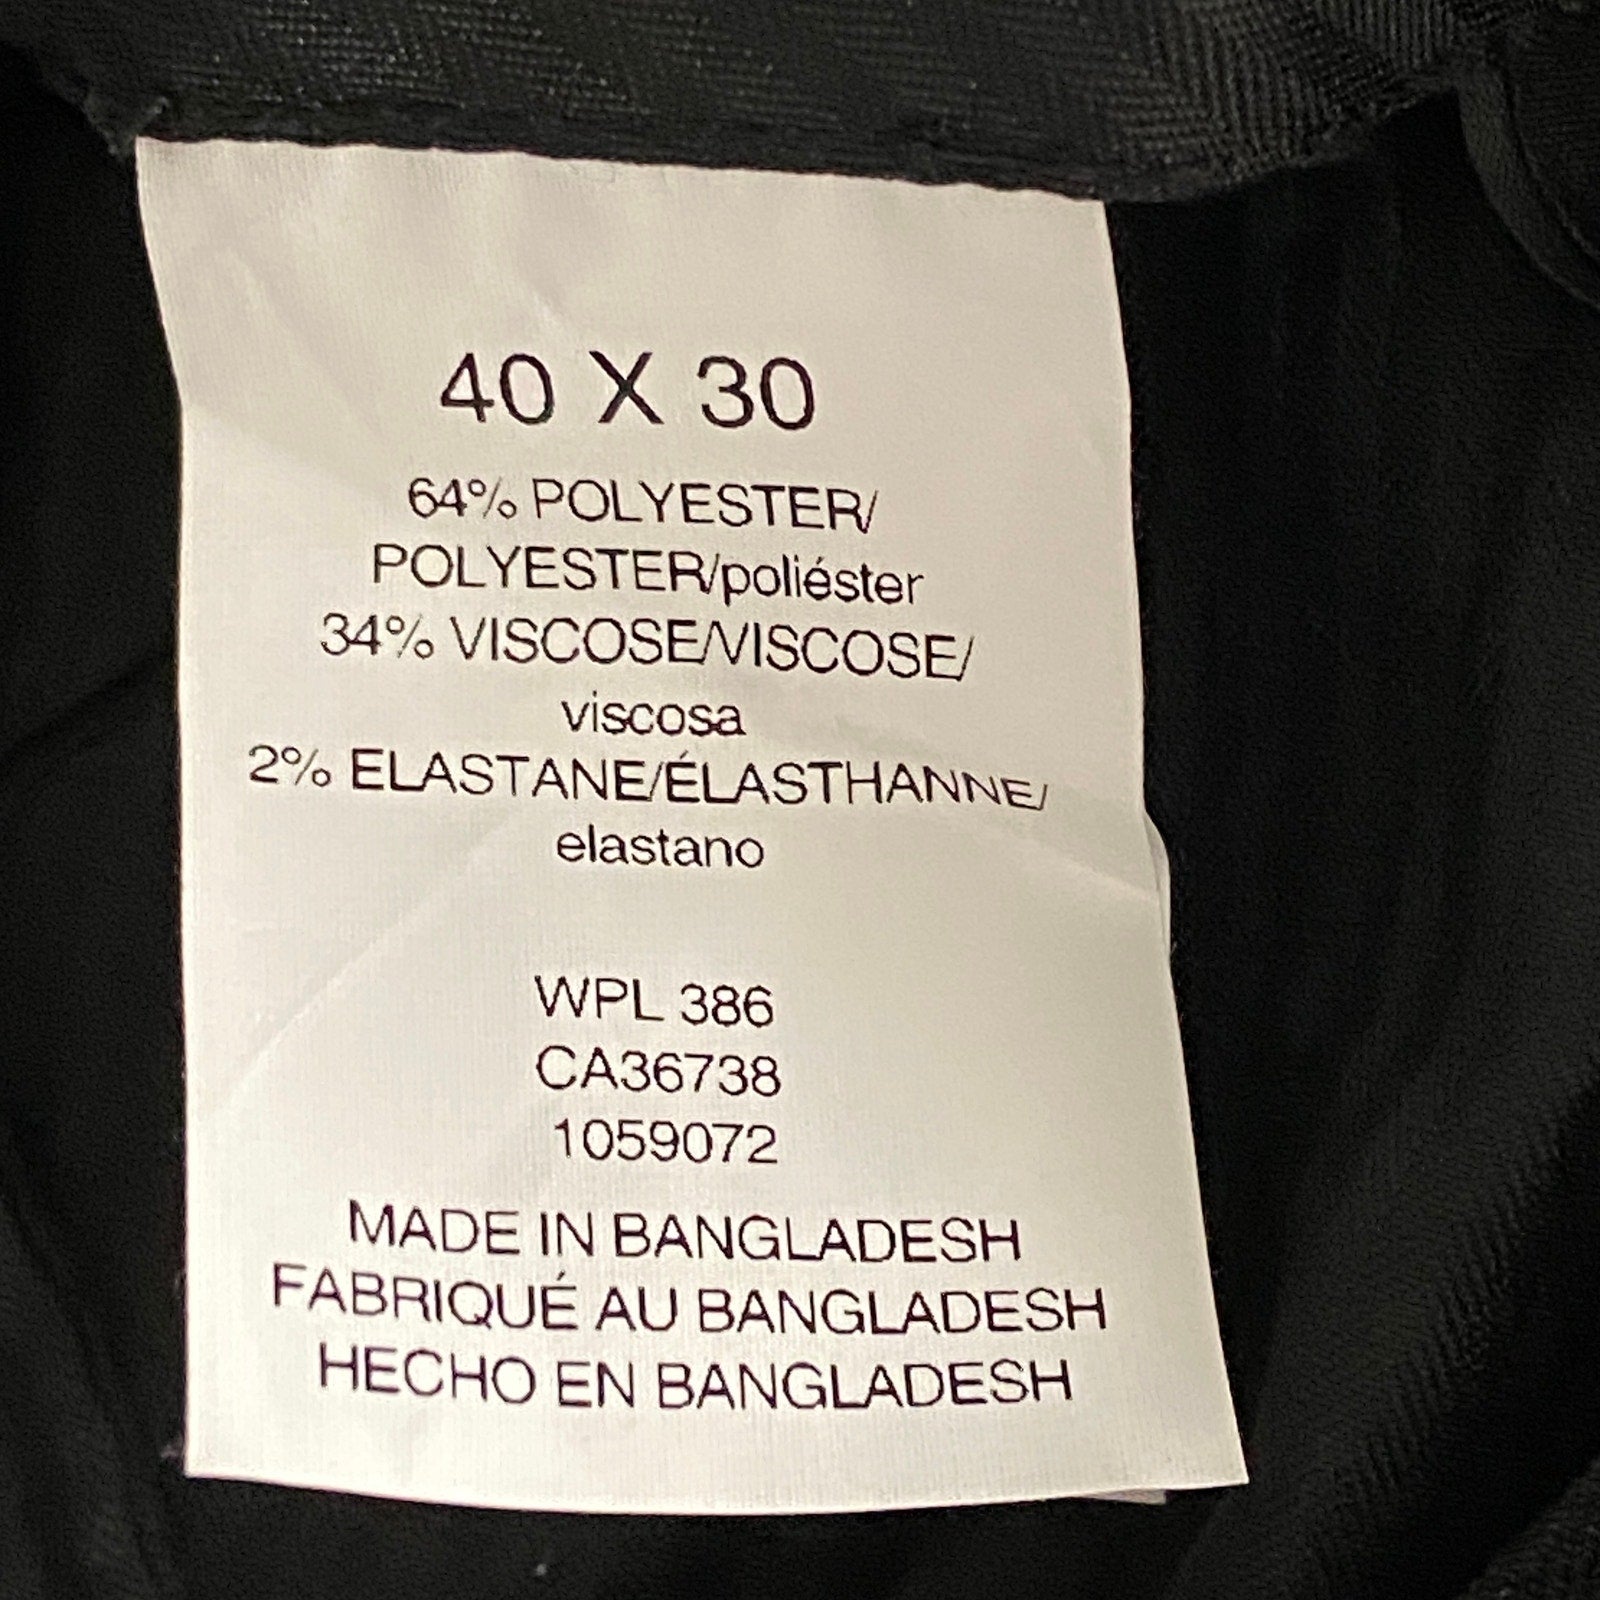 40 X 30
64% POLYESTER/
POLYESTER/poliéster
34% VISCOSE/VISCOSE/
viscosa
2% ELASTANE/ÉLASTHANNE/
elastano
WPL 386
CA36738
1059072
MADE IN BANGLADESH
FABRIQUÉ AU BANGLADESH
HECHO EN BANGLADESH